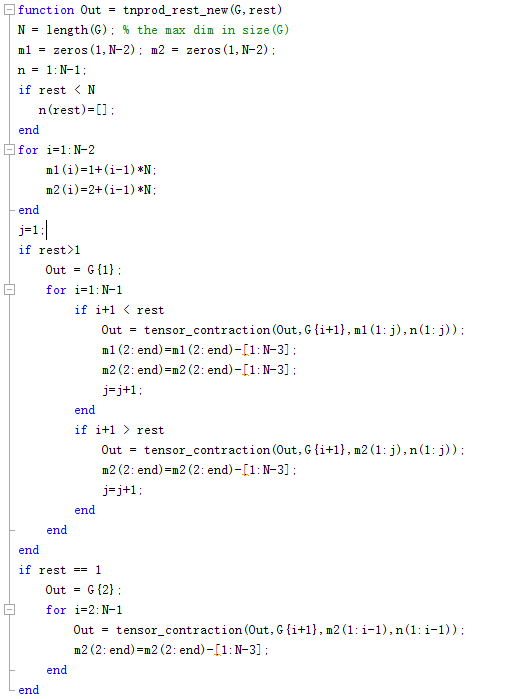 function Out = tnprod_rest_new(G,rest)
N = length(G); % the max dim in size(G)
m1 = zeros(1,N-2); m2 = zeros(1,N-2);
n = 1:N-1;
if rest < N
   n(rest)=[];
end
for i=1:N-2
    m1(i)=1+(i-1)*N;
    m2(i)=2+(i-1)*N;
end
j=1;
if rest>1
    Out = G{1};
    for i=1:N-1
        if i+1 < rest
            Out = tensor_contraction(Out,G{i+1},m1(1:j),n(1:j));
            m1(2:end)=m1(2:end)-[1:N-3];
            m2(2:end)=m2(2:end)-[1:N-3];
            j=j+1;
        end
        if i+1 > rest
            Out = tensor_contraction(Out,G{i+1},m2(1:j),n(1:j));
            m2(2:end)=m2(2:end)-[1:N-3];
            j=j+1;
        end
    end
end
if rest == 1
    Out = G{2};
    for i=2:N-1
        Out = tensor_contraction(Out,G{i+1},m2(1:i-1),n(1:i-1));
        m2(2:end)=m2(2:end)-[1:N-3];
    end
end